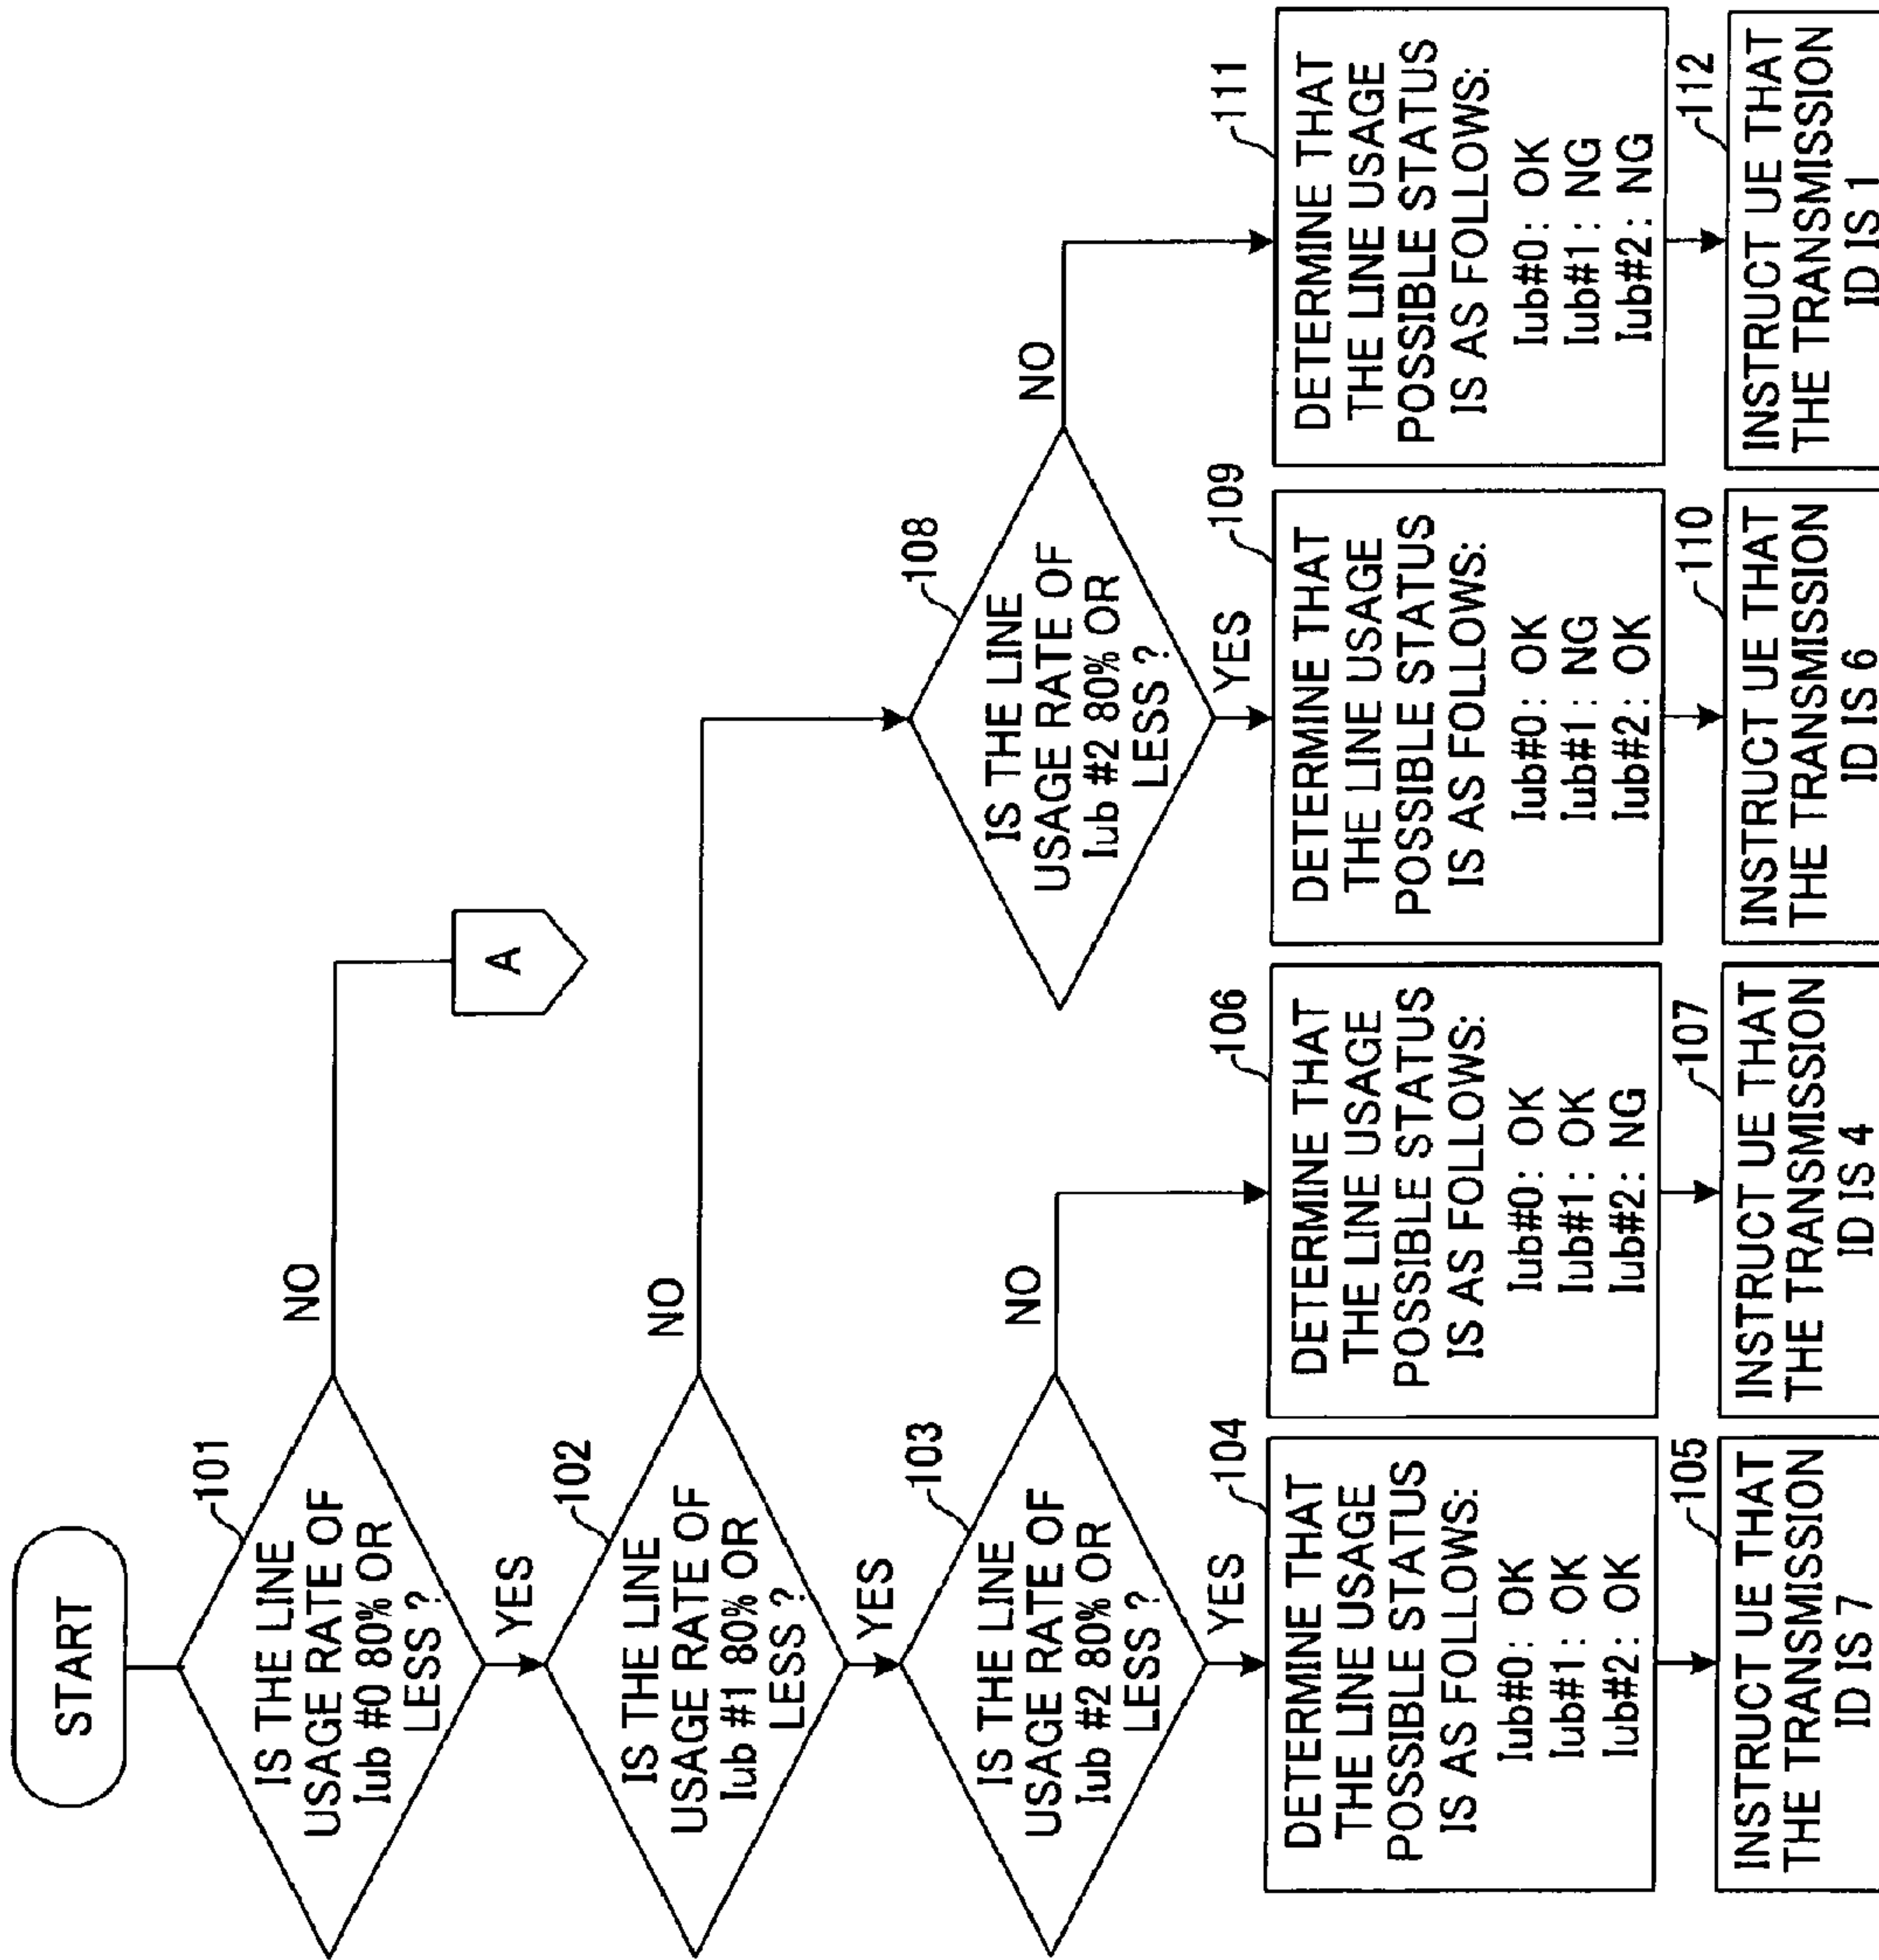 START
101
IS THE LINE
USAGE RATE OF
Iub #0 80% OR
LESS ?
NO
A
YES
102
IS THE LINE
USAGE RATE OF
Iub #1 80% OR
LESS ?
NO
YES
103
IS THE LINE
USAGE RATE OF
Iub #2 80% OR
LESS ?
NO
YES
108
IS THE LINE
USAGE RATE OF
Iub #2 80% OR
LESS ?
NO
YES
104
DETERMINE THAT
THE LINE USAGE
POSSIBLE STATUS
IS AS FOLLOWS:
Iub#0: OK
Iub#1: OK
Iub#2: OK
105
INSTRUCT UE THAT
THE TRANSMISSION
ID IS 7
106
DETERMINE THAT
THE LINE USAGE
POSSIBLE STATUS
IS AS FOLLOWS:
Iub#0: OK
Iub#1: OK
Iub#2: NG
107
INSTRUCT UE THAT
THE TRANSMISSION
ID IS 4
109
DETERMINE THAT
THE LINE USAGE
POSSIBLE STATUS
IS AS FOLLOWS:
Iub#0: OK
Iub#1: NG
Iub#2: OK
110
INSTRUCT UE THAT
THE TRANSMISSION
ID IS 6
111
DETERMINE THAT
THE LINE USAGE
POSSIBLE STATUS
IS AS FOLLOWS:
Iub#0: OK
Iub#1: NG
Iub#2: NG
112
INSTRUCT UE THAT
THE TRANSMISSION
ID IS 1